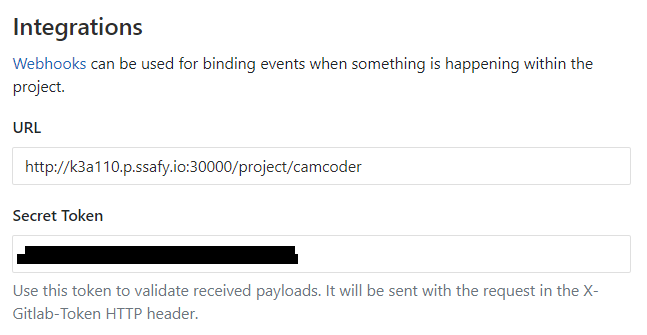 Integrations
Webhooks can be used for binding events when something is happening within the
project.
URL
http://k3a110.p.ssafy.io:30000/project/camcoder
Secret Token
Use this token to validate received payloads. It will be sent with the request in the X-
Gitlab-Token HTTP header.